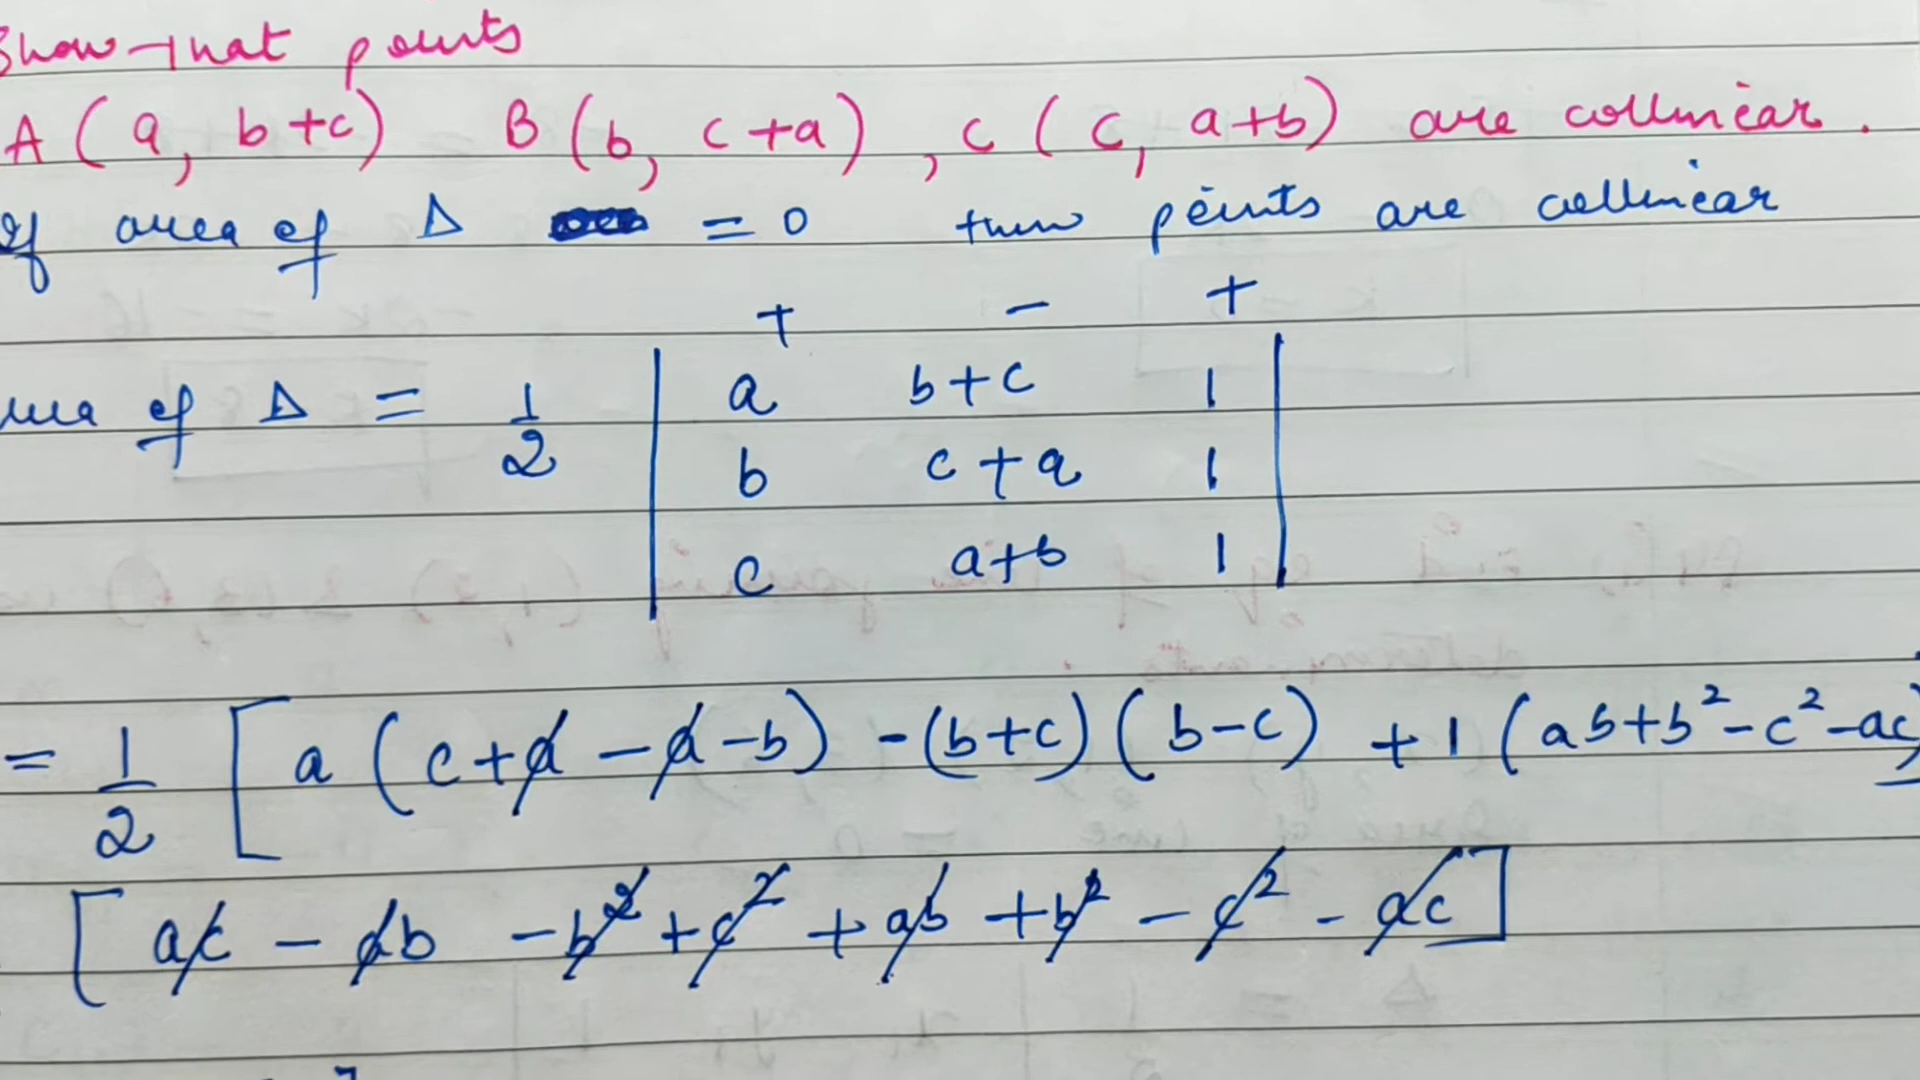 Show that points
A ( a, b+c) B ( b, c+a) , C ( c, a+b) are collinear .
If area of Δ = 0 then points are collinear
+ - +
area of Δ = 1/2 | a b+c 1 |
| b c+a 1 |
| c a+b 1 |
= 1/2 [ a ( c+a -a-b) -(b+c) ( b-c) +1 ( ab+b²-c²-ac)
[ ac - ab -b² +c² +ab +b² - c² - ac ]